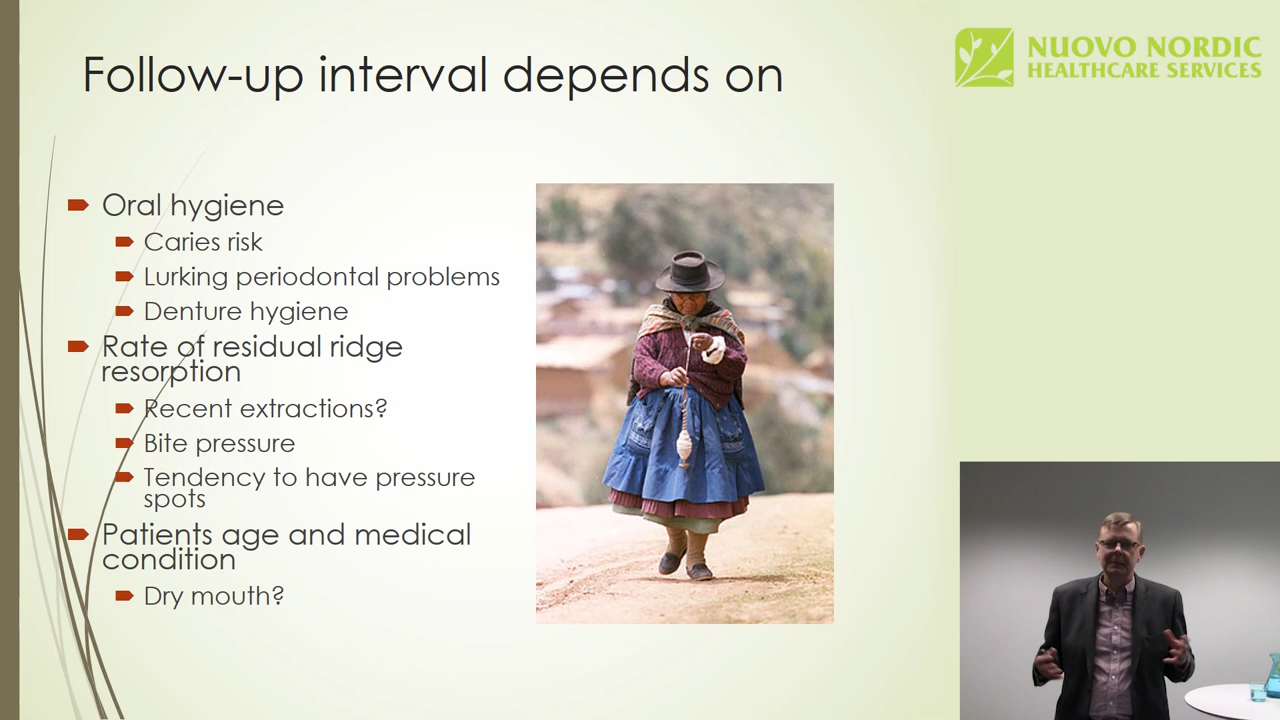 Follow-up interval depends on
NUOVO NORDIC
HEALTHCARE SERVICES
Oral hygiene
Caries risk
Lurking periodontal problems
Denture hygiene
Rate of residual ridge
resorption
Recent extractions?
Bite pressure
Tendency to have pressure
spots
Patients age and medical
condition
Dry mouth?